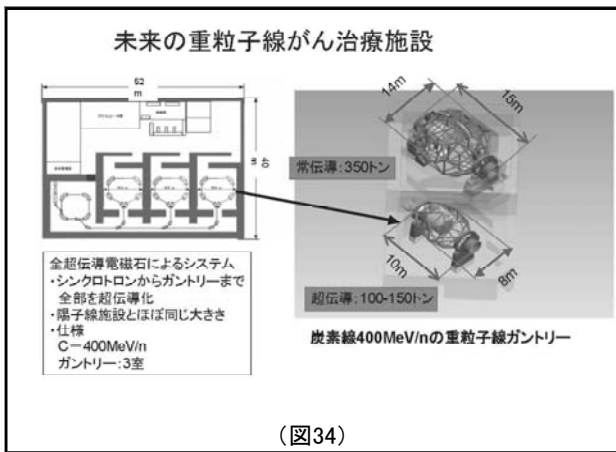 未来の重粒子線がん治療施設
62
m
40
m
全超伝導電磁石によるシステム
・シンクロトロンからガントリーまで
全部を超伝導化
・陽子線施設とほぼ同じ大きさ
・仕様
C－400MeV/n
ガントリー：3室
14m
15m
常伝導：350トン
10m
8m
超伝導：100-150トン
炭素線400MeV/nの重粒子線ガントリー
（図34）